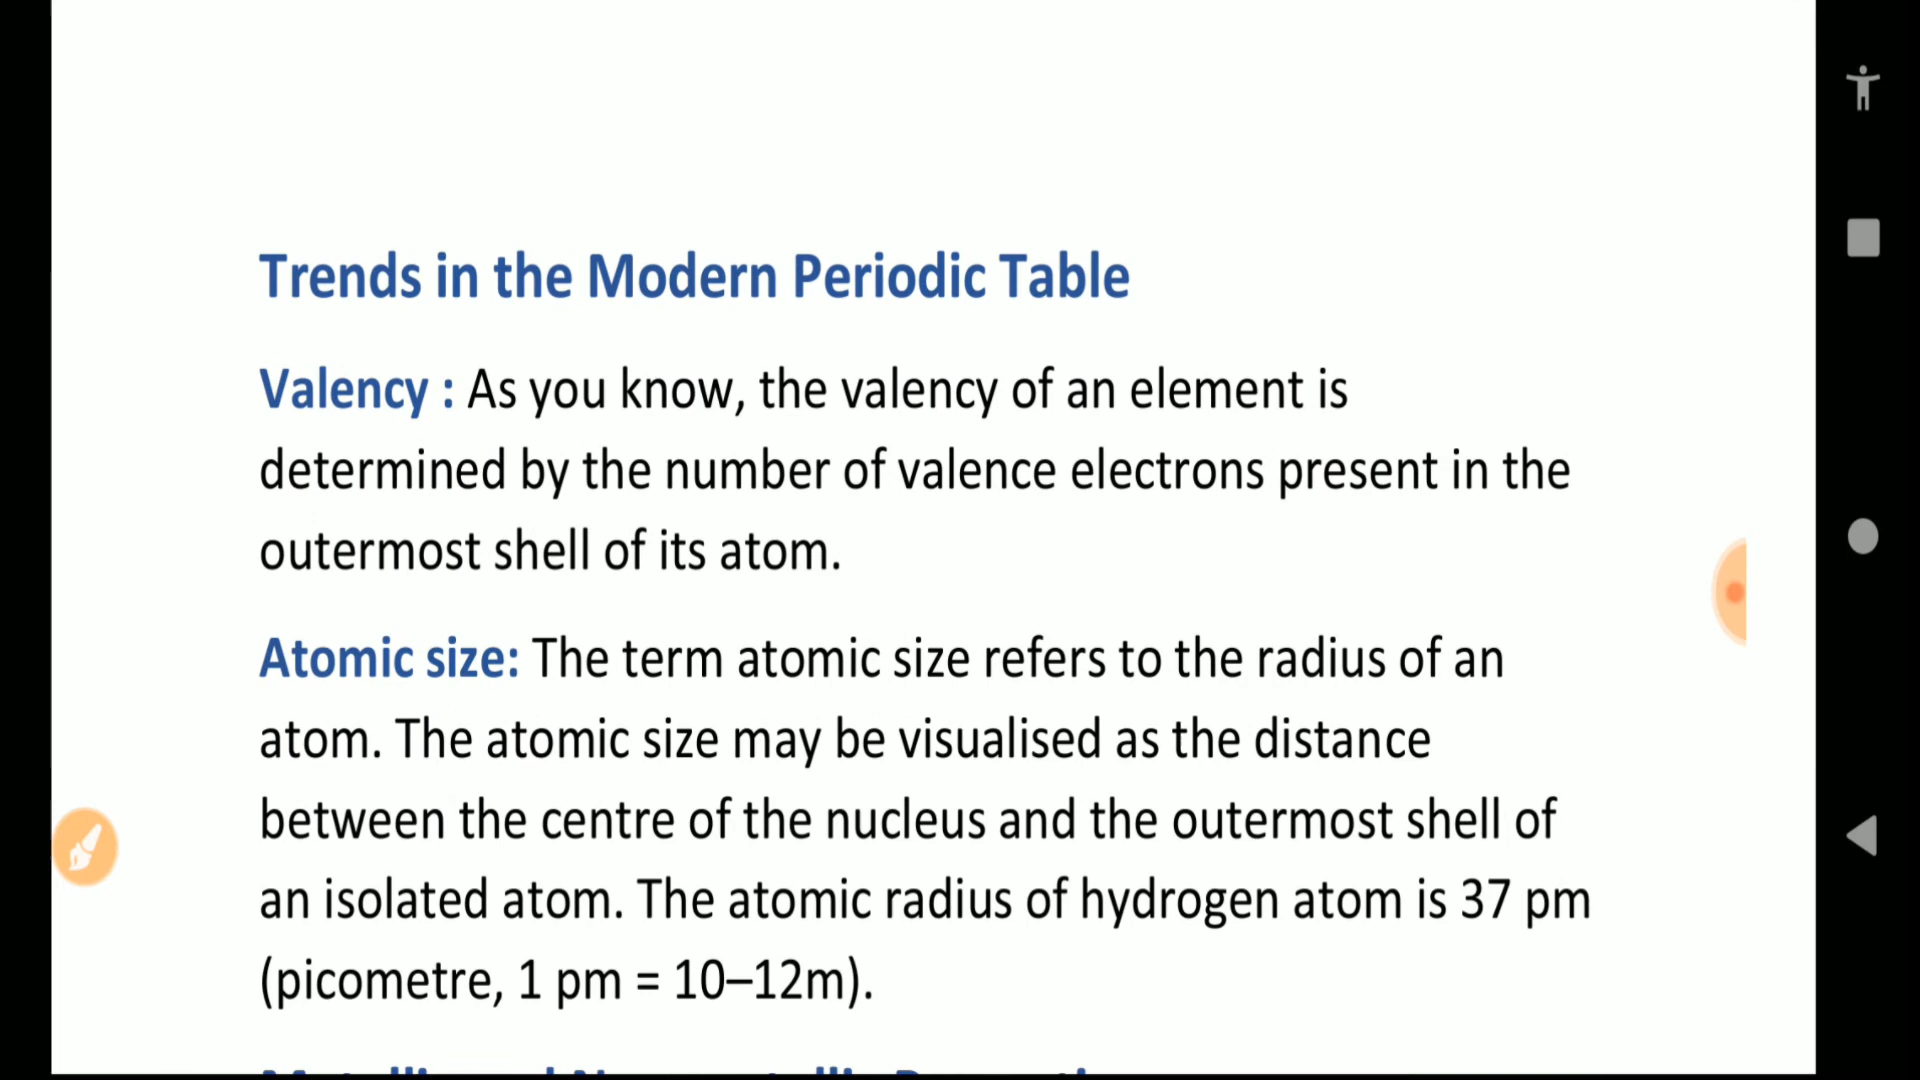 Trends in the Modern Periodic Table
Valency : As you know, the valency of an element is
determined by the number of valence electrons present in the
outermost shell of its atom.
Atomic size: The term atomic size refers to the radius of an
atom. The atomic size may be visualised as the distance
between the centre of the nucleus and the outermost shell of
an isolated atom. The atomic radius of hydrogen atom is 37 pm
(picometre, 1 pm = 10–12m).